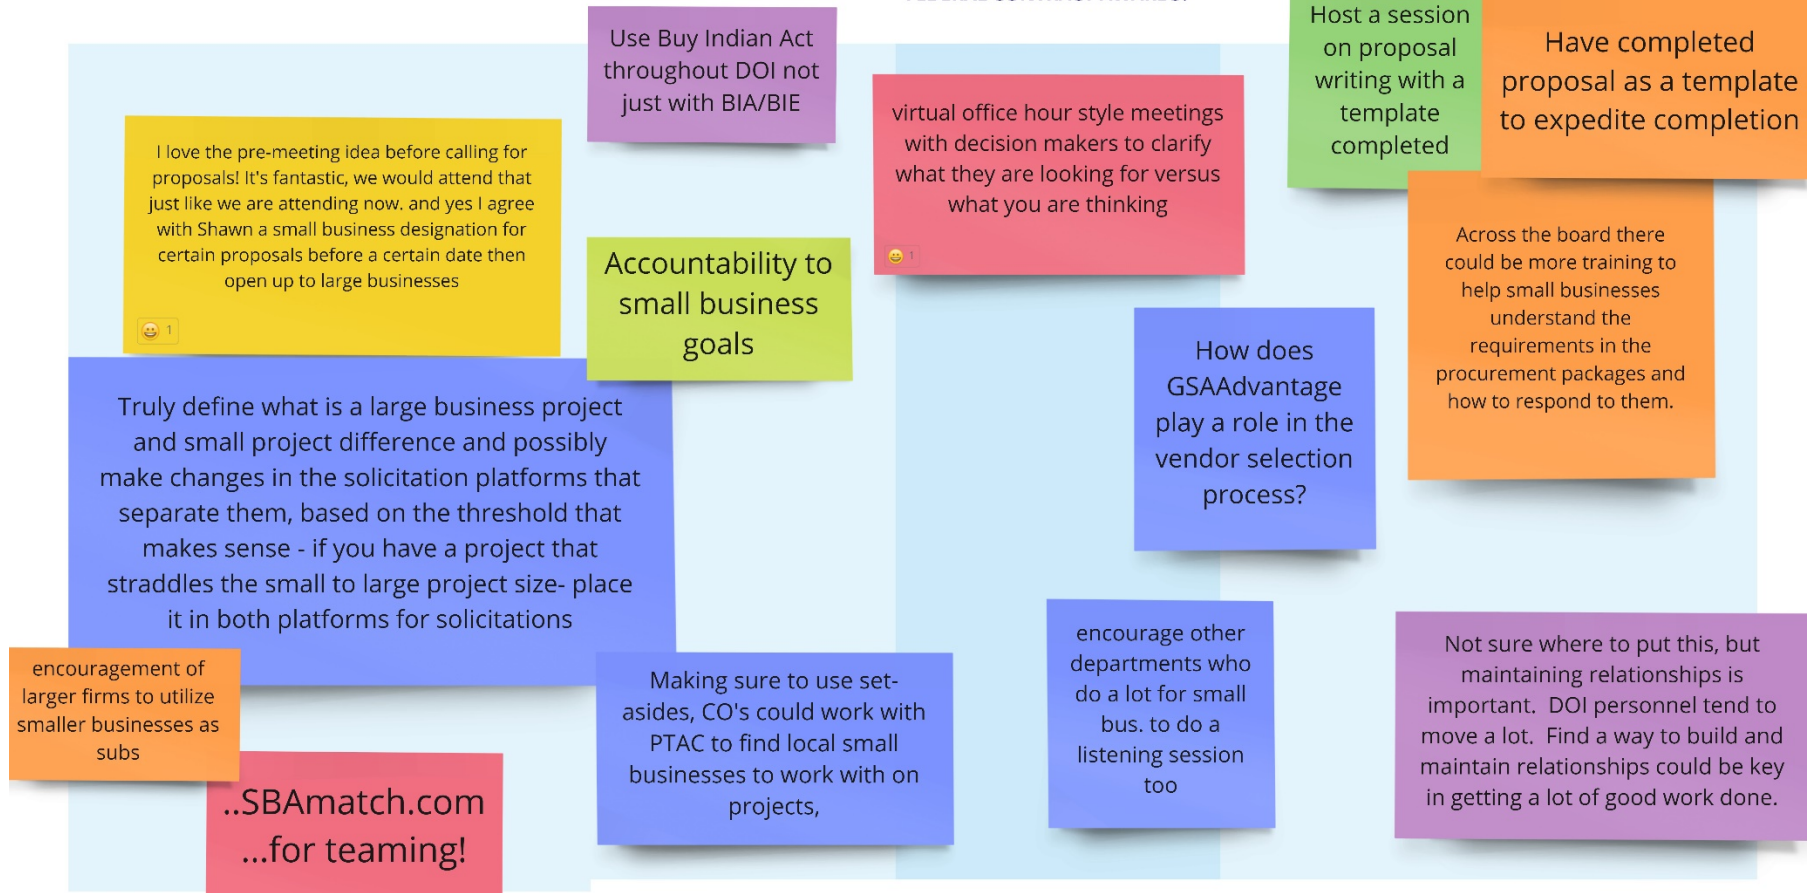 Use Buy Indian Act
throughout DOI not
just with BIA/BIE
Host a session
on proposal
writing with a
template
completed
Have completed
proposal as a template
to expedite completion
I love the pre-meeting idea before calling for
proposals! It's fantastic, we would attend that
just like we are attending now. and yes I agree
with Shawn a small business designation for
certain proposals before a certain date then
open up to large businesses
1
virtual office hour style meetings
with decision makers to clarify
what they are looking for versus
what you are thinking
1
Accountability to
small business
goals
Across the board there
could be more training to
help small businesses
understand the
requirements in the
procurement packages and
how to respond to them.
How does
GSAAdvantage
play a role in the
vendor selection
process?
Truly define what is a large business project
and small project difference and possibly
make changes in the solicitation platforms that
separate them, based on the threshold that
makes sense - if you have a project that
straddles the small to large project size- place
it in both platforms for solicitations
encouragement of
larger firms to utilize
smaller businesses as
subs
..SBAmatch.com
...for teaming!
Making sure to use set-
asides, CO's could work with
PTAC to find local small
businesses to work with on
projects,
encourage other
departments who
do a lot for small
bus. to do a
listening session
too
Not sure where to put this, but
maintaining relationships is
important. DOI personnel tend to
move a lot. Find a way to build and
maintain relationships could be key
in getting a lot of good work done.